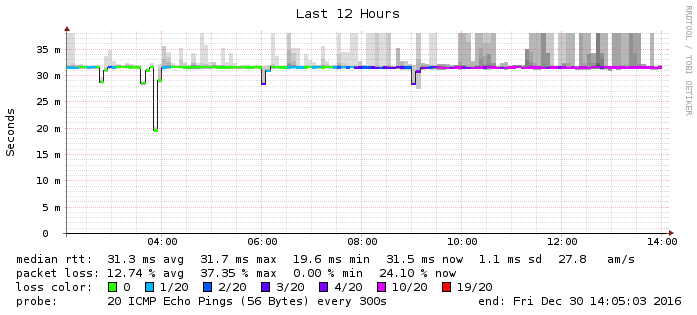 Last 12 Hours
RRDTOOL / TOBI OETIKER
Seconds
35 m
30 m
25 m
20 m
15 m
10 m
5 m
0
04:00 06:00 08:00 10:00 12:00 14:00
median rtt: 31.3 ms avg 31.7 ms max 19.6 ms min 31.5 ms now 1.1 ms sd 27.8 am/s
packet loss: 12.74 % avg 37.35 % max 0.00 % min 24.10 % now
loss color: 0 1/20 2/20 3/20 4/20 10/20 19/20
probe: 20 ICMP Echo Pings (56 Bytes) every 300s end: Fri Dec 30 14:05:03 2016